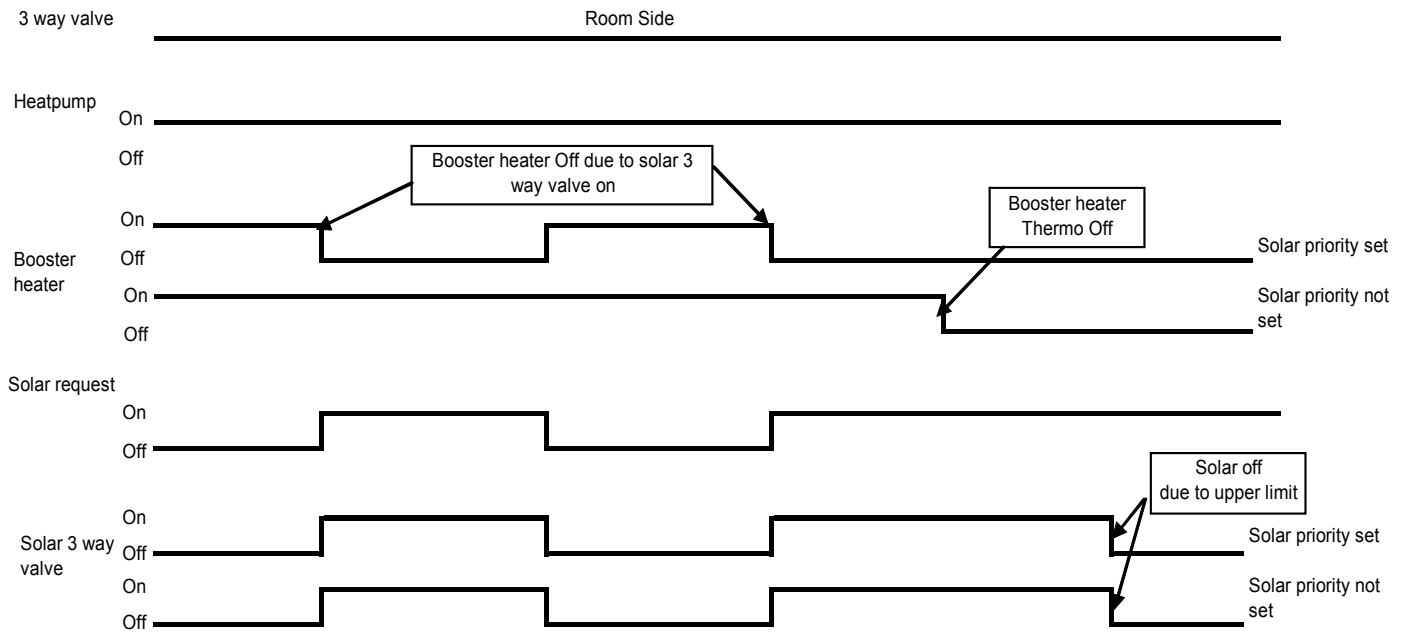 3 way valve
Room Side
Heatpump
On
Off
Booster heater Off due to solar 3
way valve on
Booster heater
Thermo Off
On
Booster
heater
Off
Solar priority set
On
Solar priority not
set
Off
Solar request
On
Off
Solar off
due to upper limit
On
Solar 3 way
valve
Off
Solar priority set
On
Solar priority not
set
Off